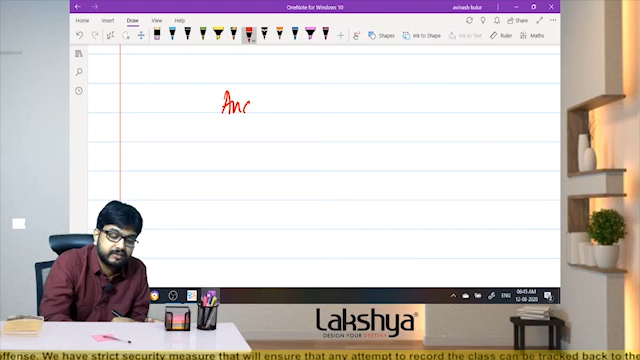 OneNote for Windows 10
avinash kular
Home Insert Draw View Help
Share
Shapes Ink to Shape Ink to Text Ruler Maths
Anc
ENG 06:45 AM
12-08-2020
Lakshya®
DESIGN YOUR DESTINY
offense. We have strict security measure that will ensure that any attempt to record the class can be tracked back to tho